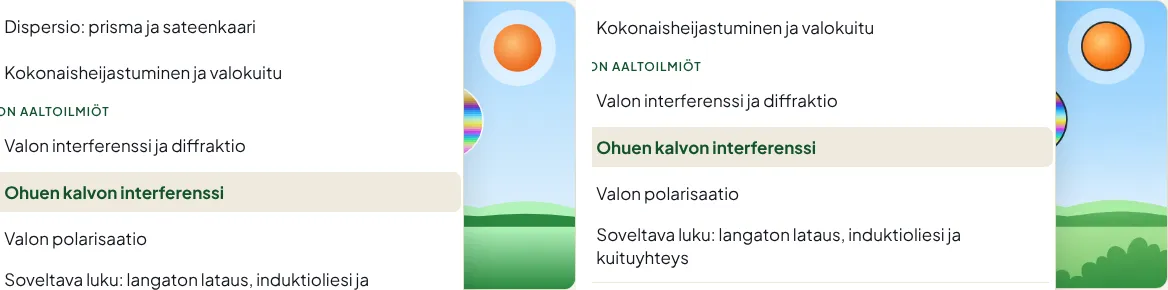 Dispersio: prisma ja sateenkaari
Kokonaisheijastuminen ja valokuitu
ON AALTOILMIÖT
Valon interferenssi ja diffraktio
Ohuen kalvon interferenssi
Valon polarisaatio
Soveltava luku: langaton lataus, induktioliesi ja
Kokonaisheijastuminen ja valokuitu
ON AALTOILMIÖT
Valon interferenssi ja diffraktio
Ohuen kalvon interferenssi
Valon polarisaatio
Soveltava luku: langaton lataus, induktioliesi ja
kuituyhteys